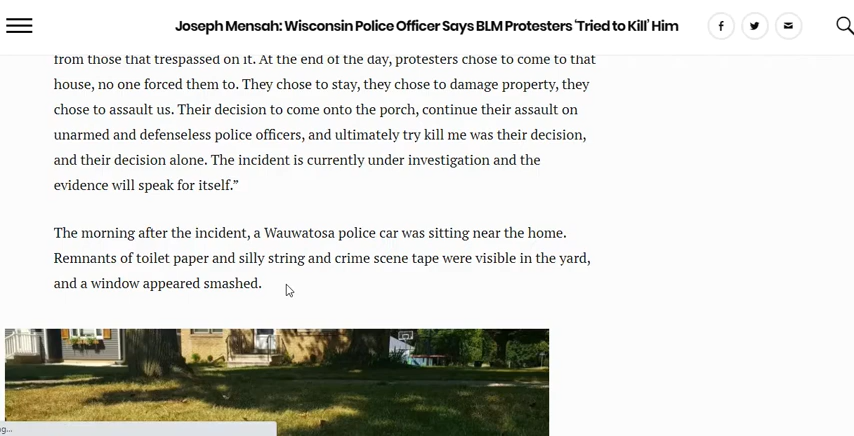 Joseph Mensah: Wisconsin Police Officer Says BLM Protesters ‘Tried to Kill’ Him
from those that trespassed on it. At the end of the day, protesters chose to come to that
house, no one forced them to. They chose to stay, they chose to damage property, they
chose to assault us. Their decision to come onto the porch, continue their assault on
unarmed and defenseless police officers, and ultimately try kill me was their decision,
and their decision alone. The incident is currently under investigation and the
evidence will speak for itself.”
The morning after the incident, a Wauwatosa police car was sitting near the home.
Remnants of toilet paper and silly string and crime scene tape were visible in the yard,
and a window appeared smashed.